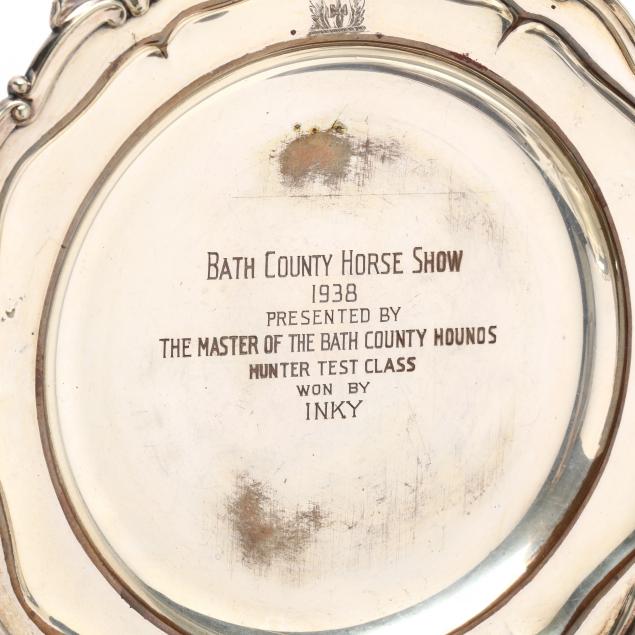 BATH COUNTY HORSE SHOW
1938
PRESENTED BY
THE MASTER OF THE BATH COUNTY HOUNDS
HUNTER TEST CLASS
WON BY
INKY